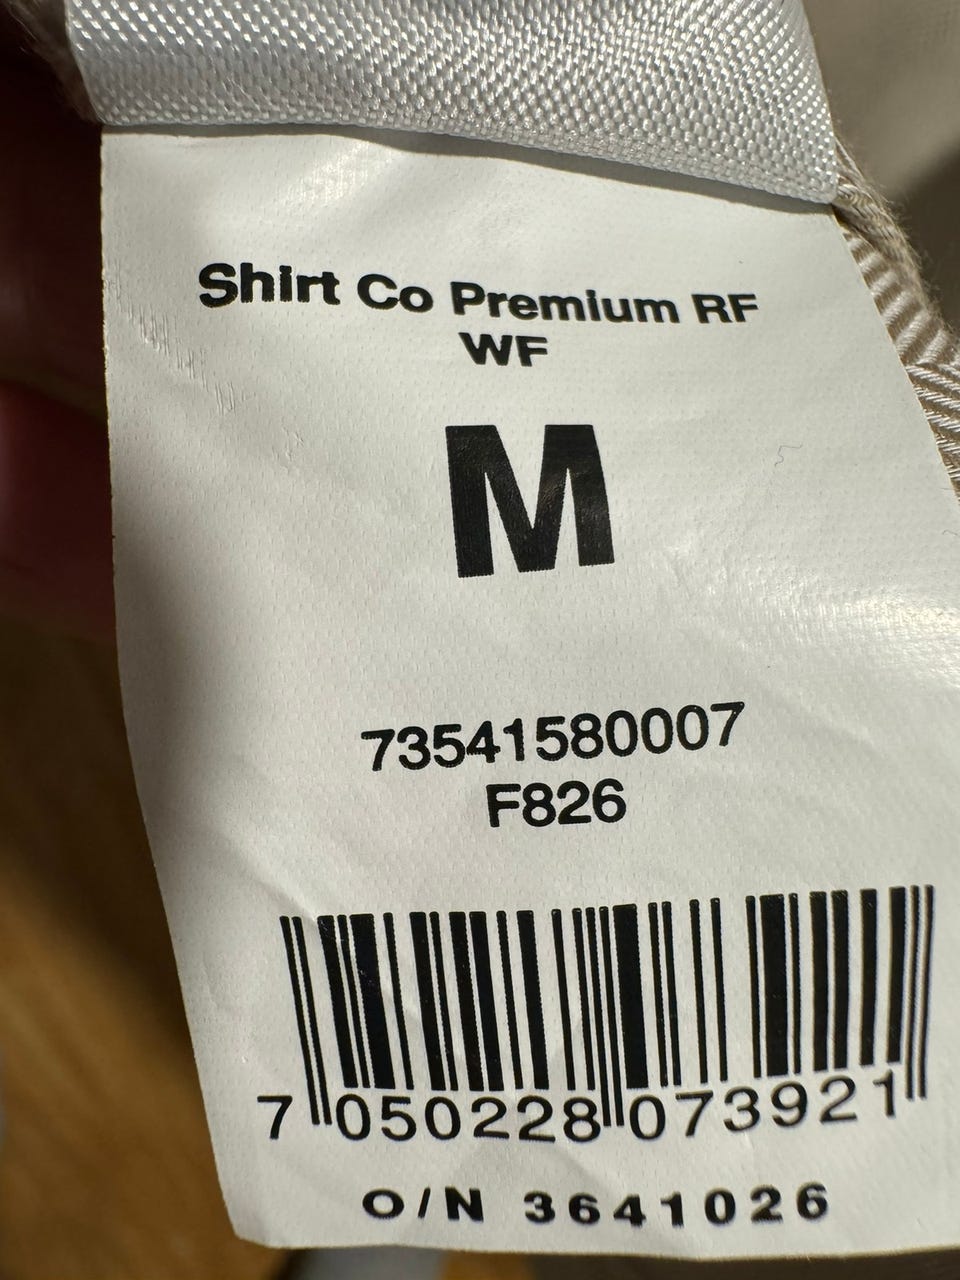 Shirt Co Premium RF
WF
M
73541580007
F826
7 050228 073921
O/N 3641026